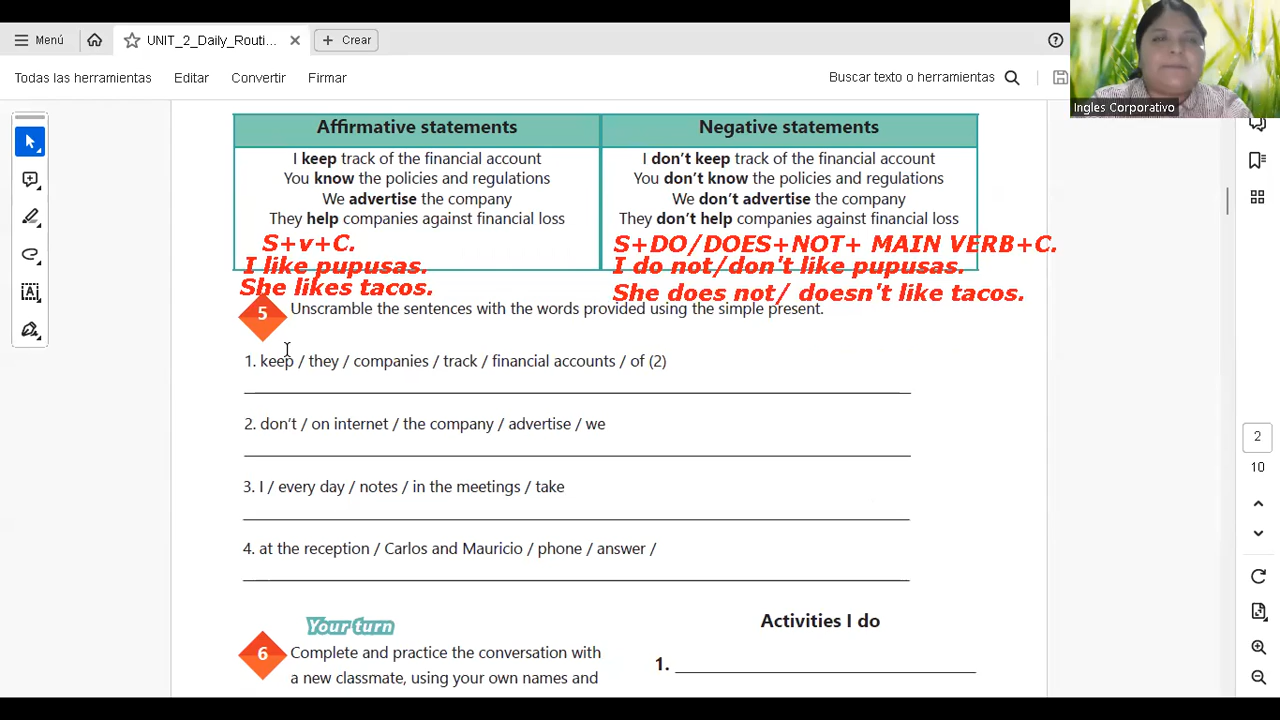 Menú
UNIT_2_Daily_Routi...
Crear
Todas las herramientas
Editar
Convertir
Firmar
Buscar texto o herramientas
Ingles Corporativo
Affirmative statements
Negative statements
I keep track of the financial account
You know the policies and regulations
We advertise the company
They help companies against financial loss
S+v+C.
I like pupusas.
She likes tacos.
I don't keep track of the financial account
You don't know the policies and regulations
We don't advertise the company
They don't help companies against financial loss
S+DO/DOES+NOT+ MAIN VERB+C.
I do not/don't like pupusas.
She does not/ doesn't like tacos.
5 Unscramble the sentences with the words provided using the simple present.
1. keep / they / companies / track / financial accounts / of (2)
2. don't / on internet / the company / advertise / we
3. I / every day / notes / in the meetings / take
4. at the reception / Carlos and Mauricio / phone / answer /
Your turn
6 Complete and practice the conversation with
a new classmate, using your own names and
Activities I do
1.
2
10